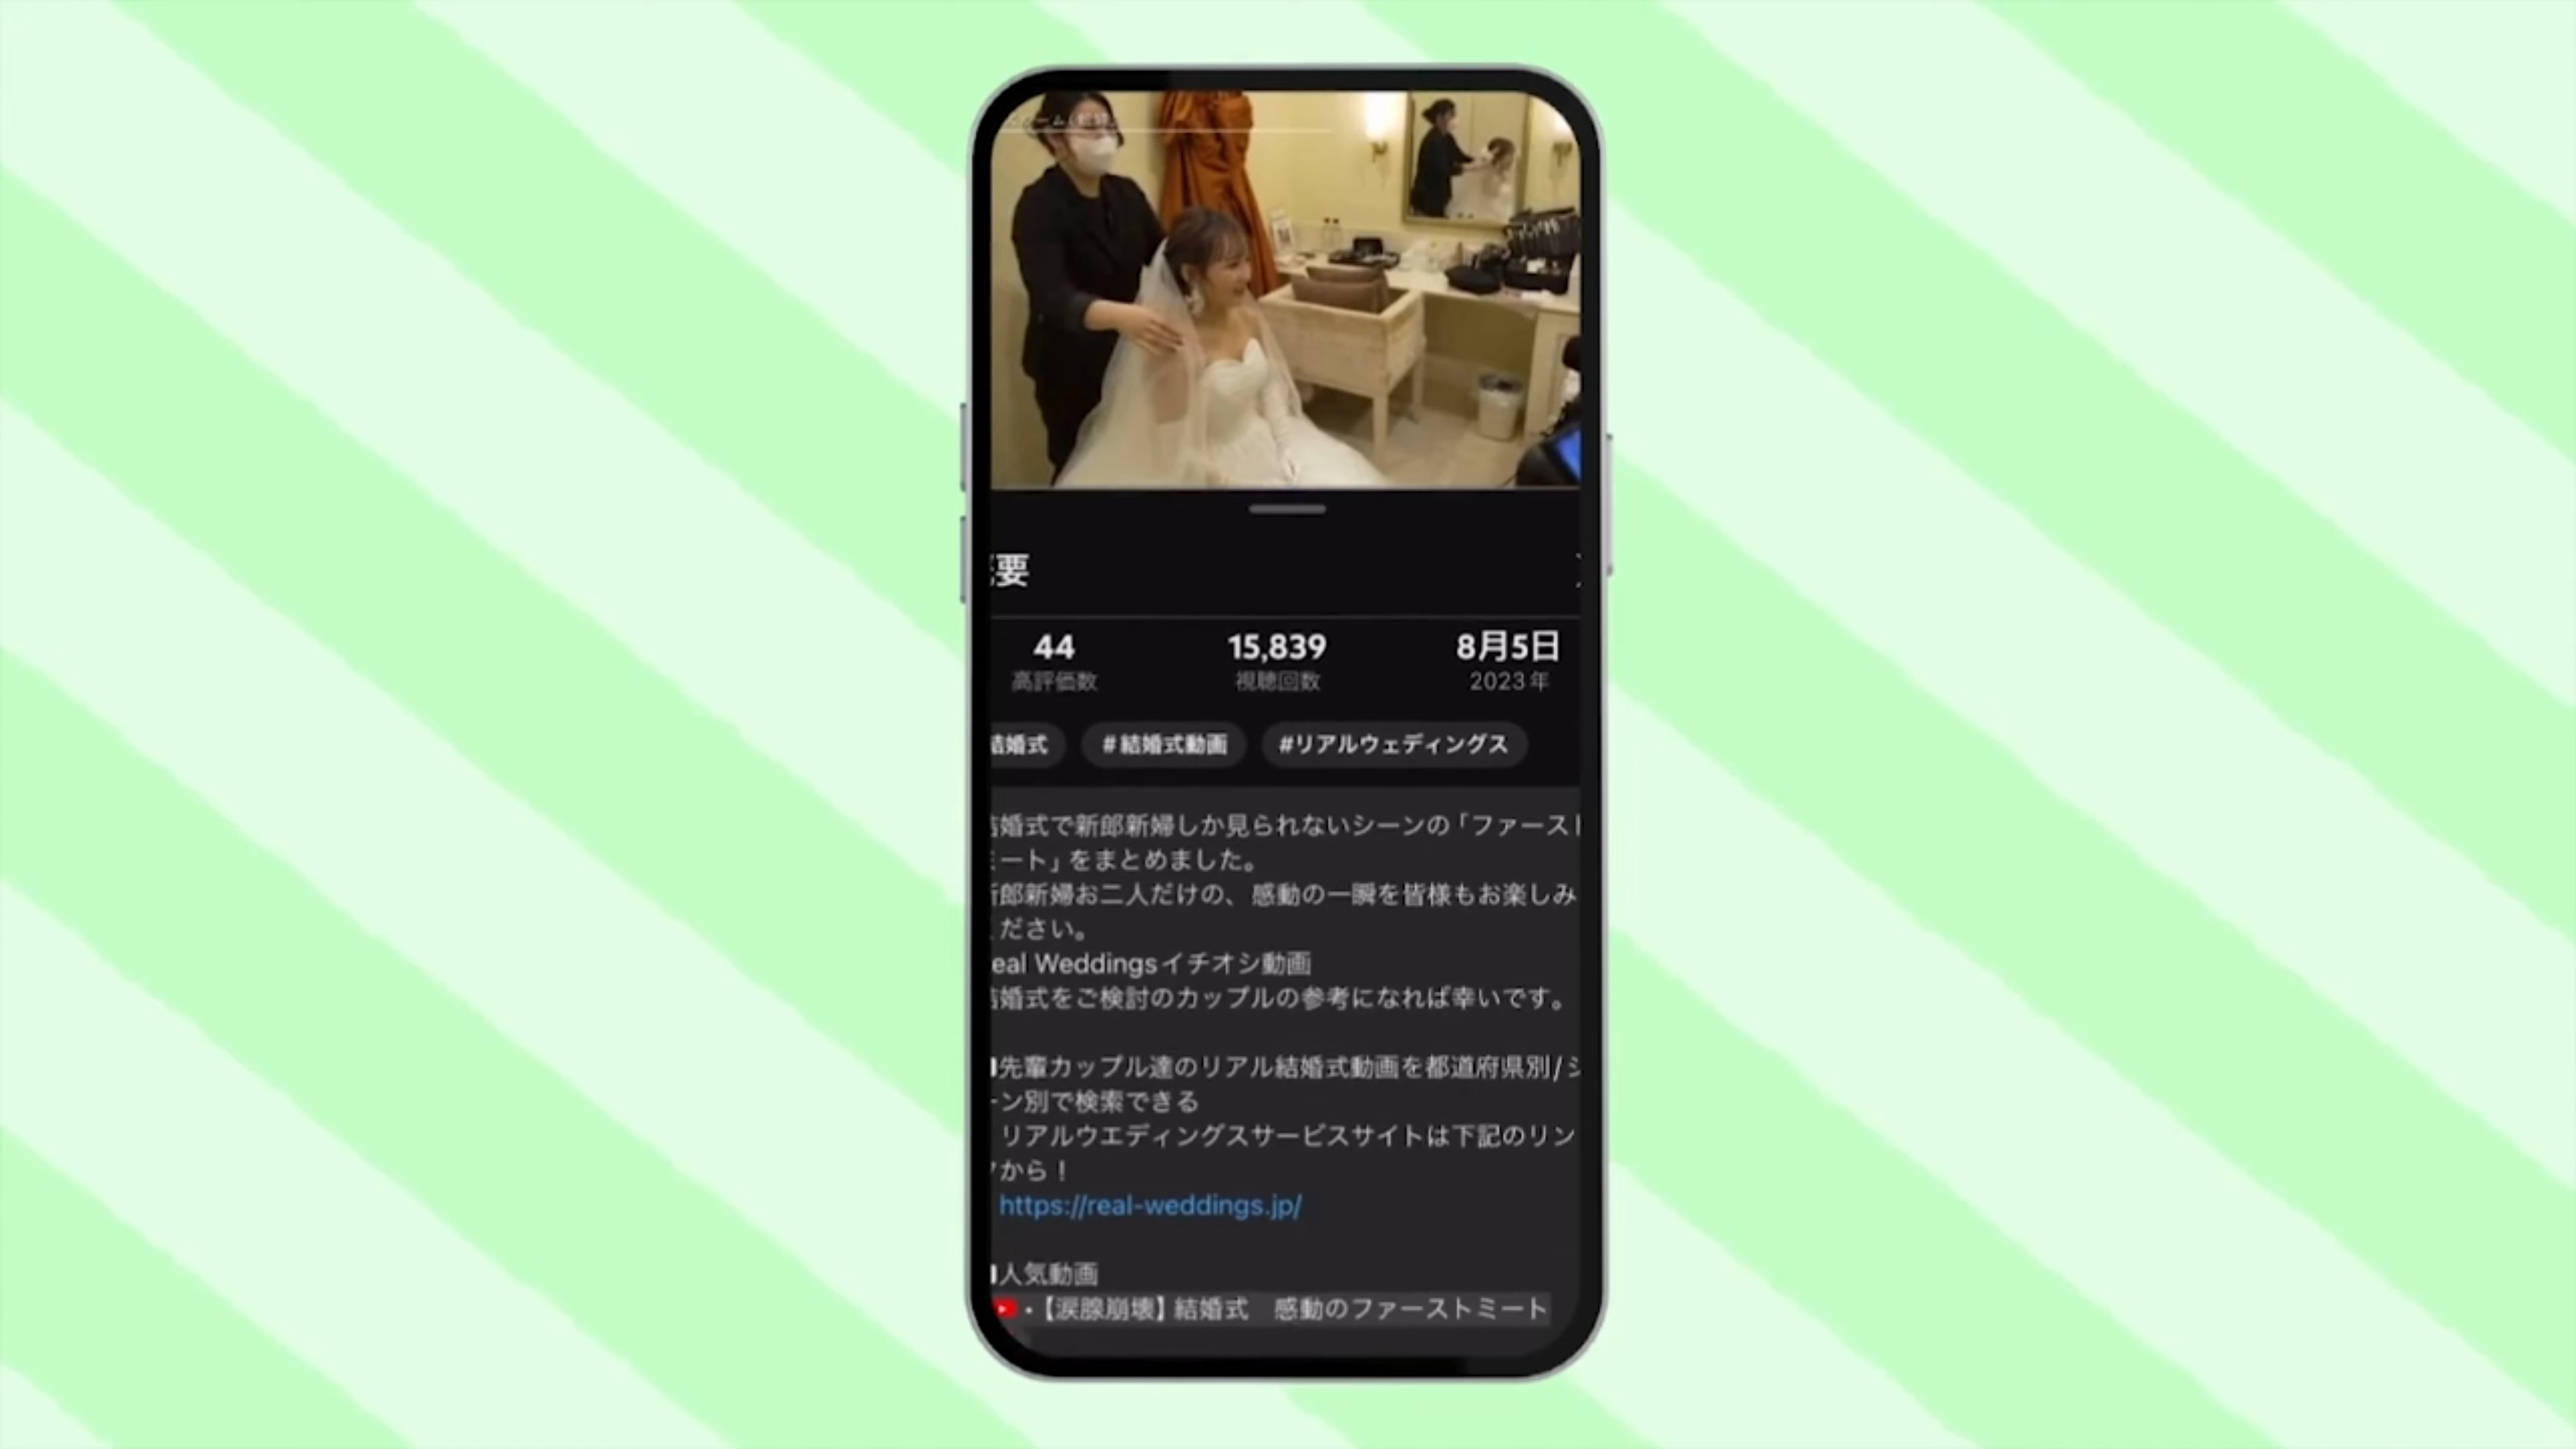 要
44
15,839
8月5日
高評価数
視聴回数
2023年
結婚式
#結婚式動画
#リアルウェディングス
婚式で新郎新婦しか見られないシーンの「ファースト
ミート」をまとめました。
郎新婦お二人だけの、感動の一瞬を皆様もお楽しみ
ださい。
eal Weddingsイチオシ動画
婚式をご検討のカップルの参考になれば幸いです。
先輩カップル達のリアル結婚式動画を都道府県別/シ
ーン別で検索できる
リアルウエディングスサービスサイトは下記のリン
から！
https://real-weddings.jp/
人気動画
・【涙腺崩壊】結婚式　感動のファーストミート